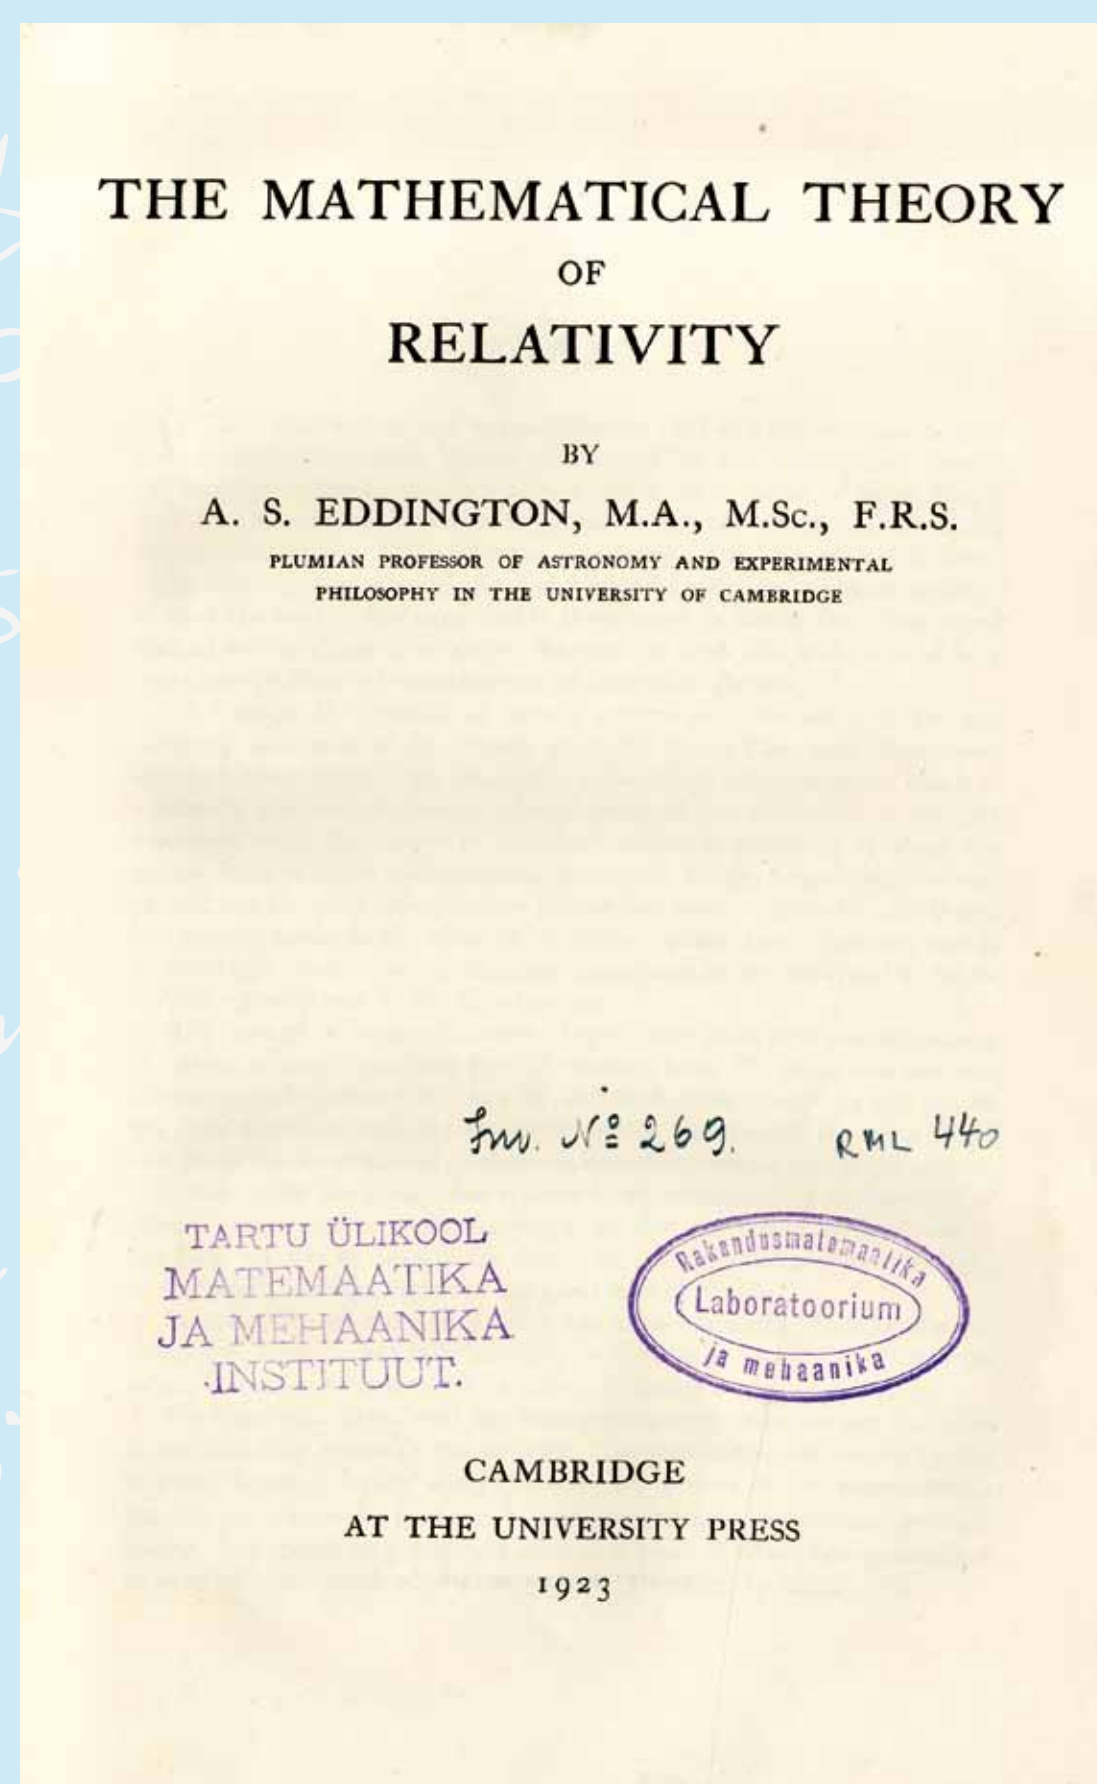 THE MATHEMATICAL THEORY
OF
RELATIVITY
BY
A. S. EDDINGTON, M.A., M.Sc., F.R.S.
PLUMIAN PROFESSOR OF ASTRONOMY AND EXPERIMENTAL
PHILOSOPHY IN THE UNIVERSITY OF CAMBRIDGE
Inv. Nº 269. RML 440
TARTU ÜLIKOOL
MATEMAATIKA
JA MEHAANIKA
INSTITUUT.
Rakendusmatemaatika
Laboratoorium
ja mehaanika
CAMBRIDGE
AT THE UNIVERSITY PRESS
1923